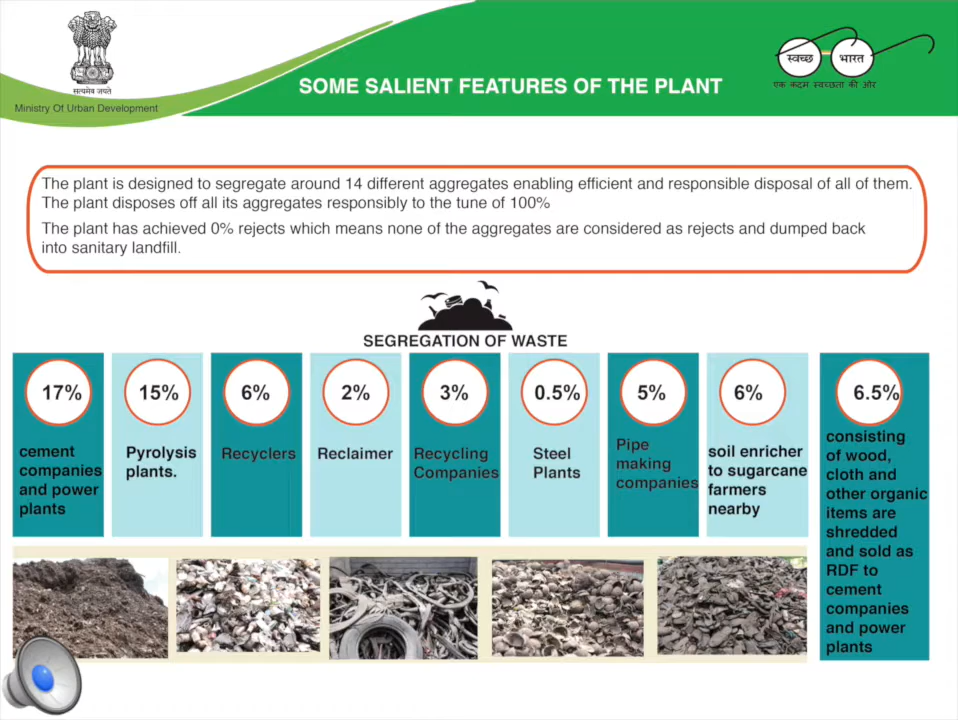 सत्यमेव जयते
Ministry Of Urban Development
SOME SALIENT FEATURES OF THE PLANT
स्वच्छ भारत
एक कदम स्वच्छता की ओर
The plant is designed to segregate around 14 different aggregates enabling efficient and responsible disposal of all of them.
The plant disposes off all its aggregates responsibly to the tune of 100%
The plant has achieved 0% rejects which means none of the aggregates are considered as rejects and dumped back
into sanitary landfill.
SEGREGATION OF WASTE
17%
cement
companies
and power
plants
15%
Pyrolysis
plants.
6%
Recyclers
2%
Reclaimer
3%
Recycling
Companies
0.5%
Steel
Plants
5%
Pipe
making
companies
6%
soil enricher
to sugarcane
farmers
nearby
6.5%
consisting
of wood,
cloth and
other organic
items are
shredded
and sold as
RDF to
cement
companies
and power
plants